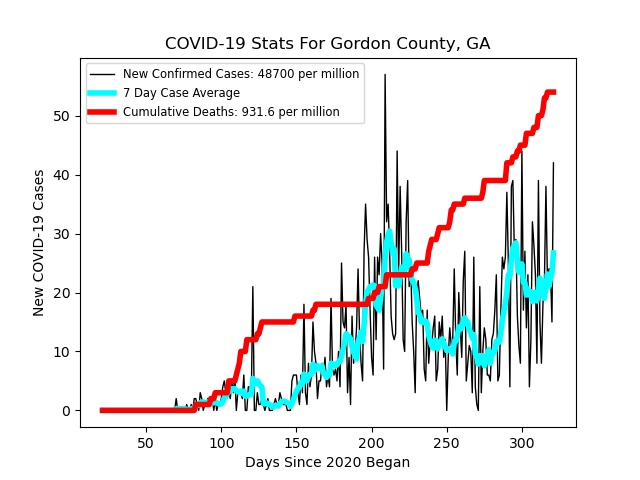 COVID-19 Stats For Gordon County, GA
New Confirmed Cases: 48700 per million
7 Day Case Average
Cumulative Deaths: 931.6 per million
New COVID-19 Cases
50
40
30
20
10
0
50 100 150 200 250 300
Days Since 2020 Began